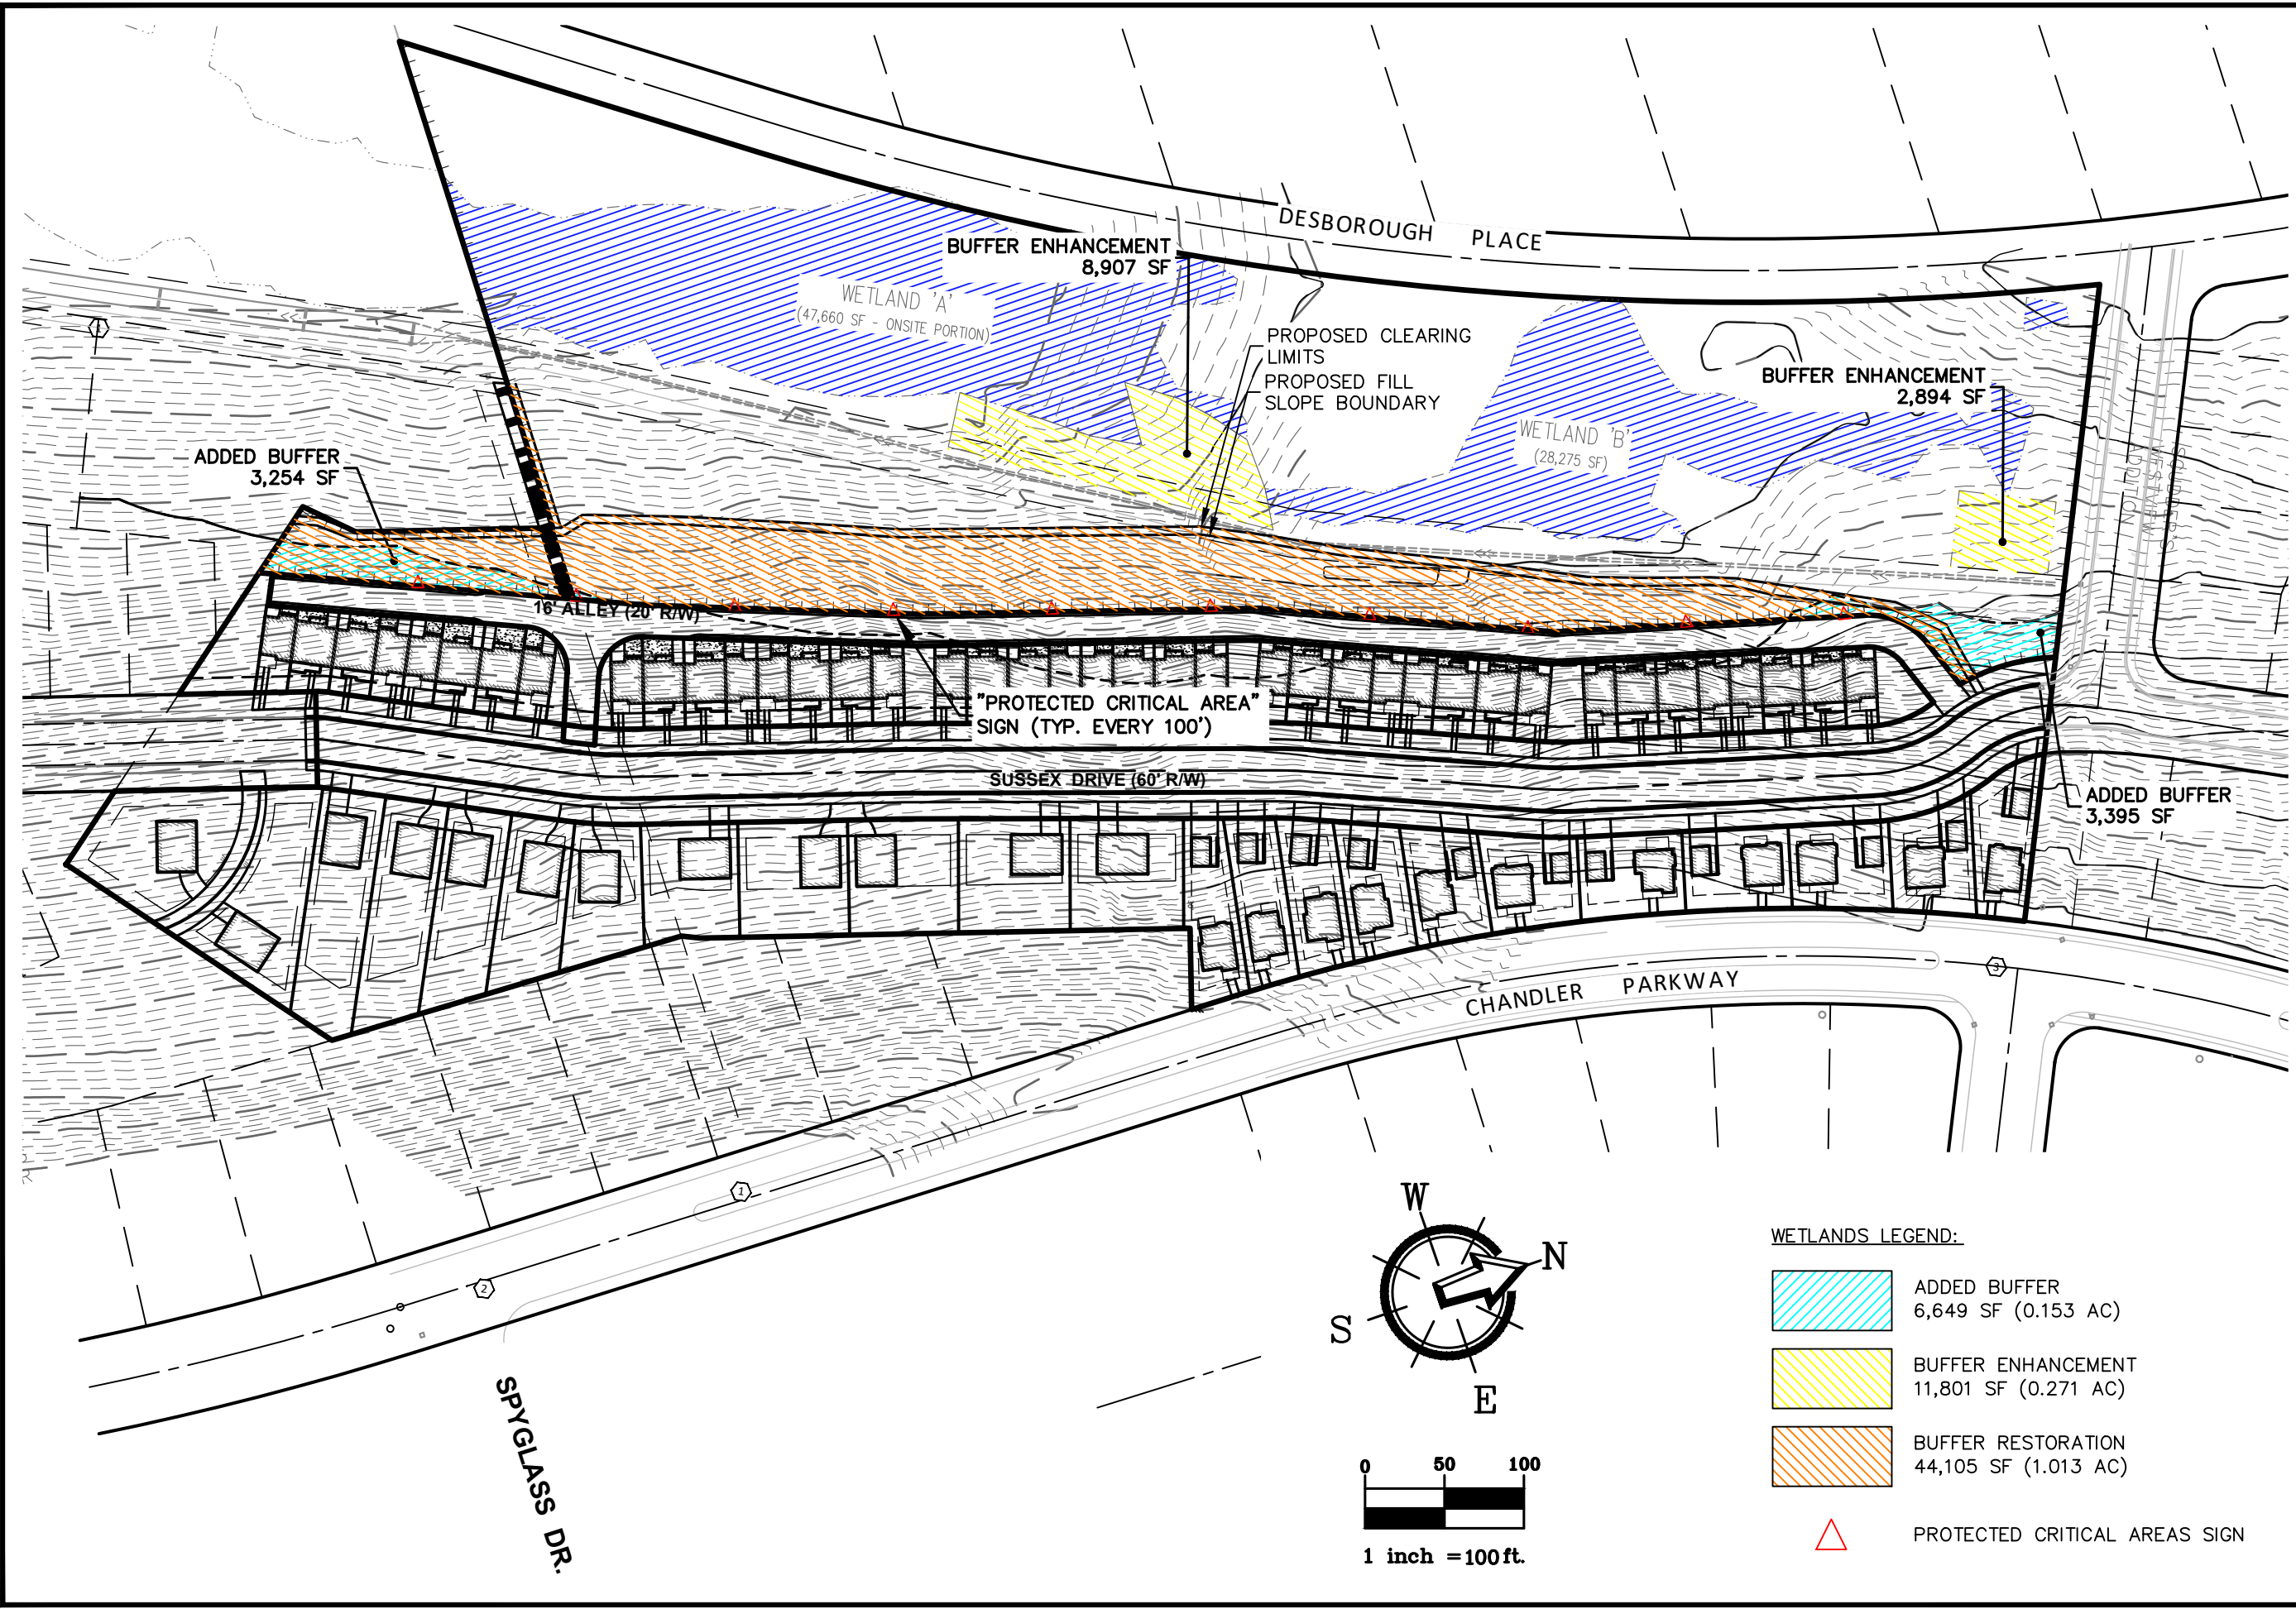 DESBOROUGH PLACE
BUFFER ENHANCEMENT
8,907 SF
WETLAND 'A'
(47,660 SF - ONSITE PORTION)
PROPOSED CLEARING
LIMITS
PROPOSED FILL
SLOPE BOUNDARY
BUFFER ENHANCEMENT
2,894 SF
WETLAND 'B'
(28,275 SF)
ADDED BUFFER
3,254 SF
16' ALLEY (20' R/W)
"PROTECTED CRITICAL AREA"
SIGN (TYP. EVERY 100')
SUSSEX DRIVE (60' R/W)
ADDED BUFFER
3,395 SF
CHANDLER PARKWAY
3
1
2
SPYGLASS DR.
W
N
S
E
0 50 100
1 inch = 100 ft.
WETLANDS LEGEND:
ADDED BUFFER
6,649 SF (0.153 AC)
BUFFER ENHANCEMENT
11,801 SF (0.271 AC)
BUFFER RESTORATION
44,105 SF (1.013 AC)
PROTECTED CRITICAL AREAS SIGN